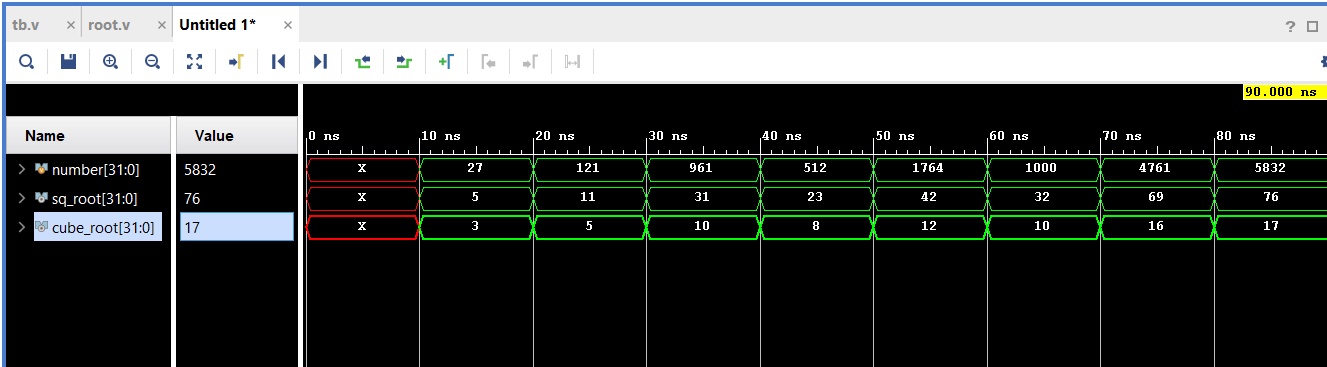 tb.v × root.v × Untitled 1* ×
?
90.000 ns
Name Value
0 ns 10 ns 20 ns 30 ns 40 ns 50 ns 60 ns 70 ns 80 ns
number[31:0] 5832 X 27 121 961 512 1764 1000 4761 5832
sq_root[31:0] 76 X 5 11 31 23 42 32 69 76
cube_root[31:0] 17 X 3 5 10 8 12 10 16 17